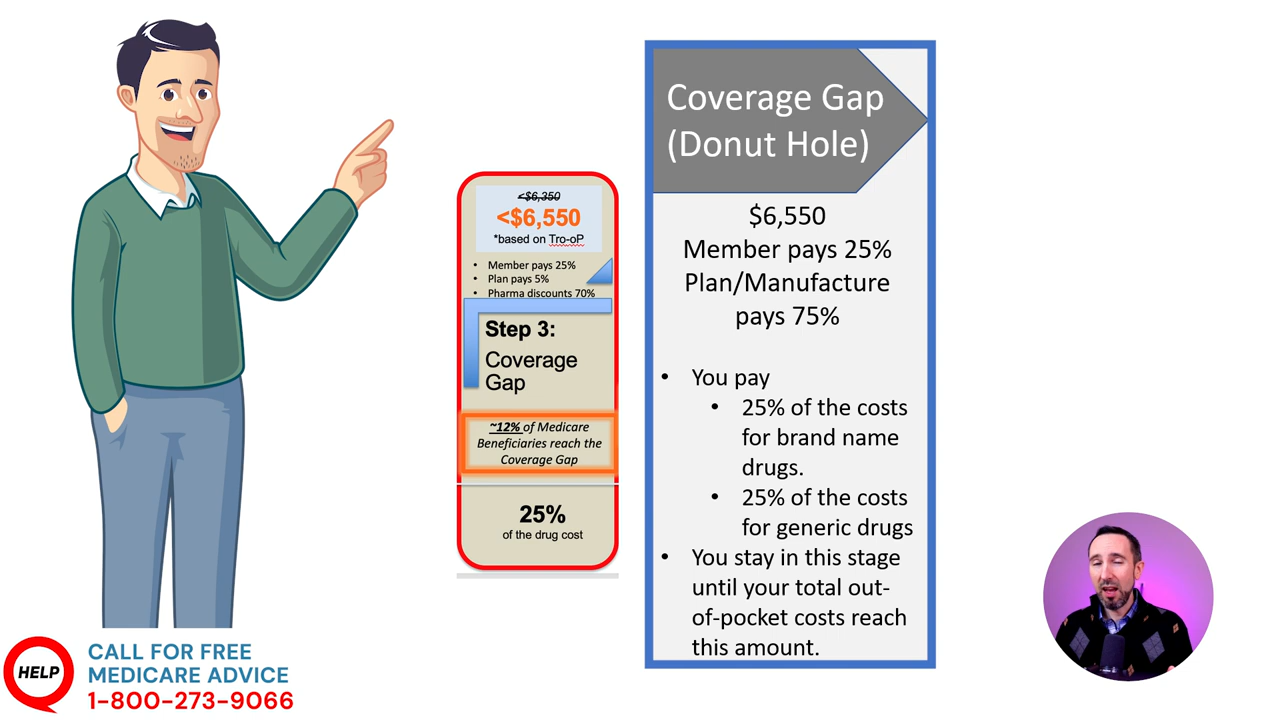 <$6,350
<$6,550
*based on Tro-oP
• Member pays 25%
• Plan pays 5%
• Pharma discounts 70%
Step 3:
Coverage
Gap
~12% of Medicare
Beneficiaries reach the
Coverage Gap
25%
of the drug cost
Coverage Gap
(Donut Hole)
$6,550
Member pays 25%
Plan/Manufacture
pays 75%
• You pay
• 25% of the costs
for brand name
drugs.
• 25% of the costs
for generic drugs
• You stay in this stage
until your total out-
of-pocket costs reach
this amount.
HELP
CALL FOR FREE
MEDICARE ADVICE
1-800-273-9066